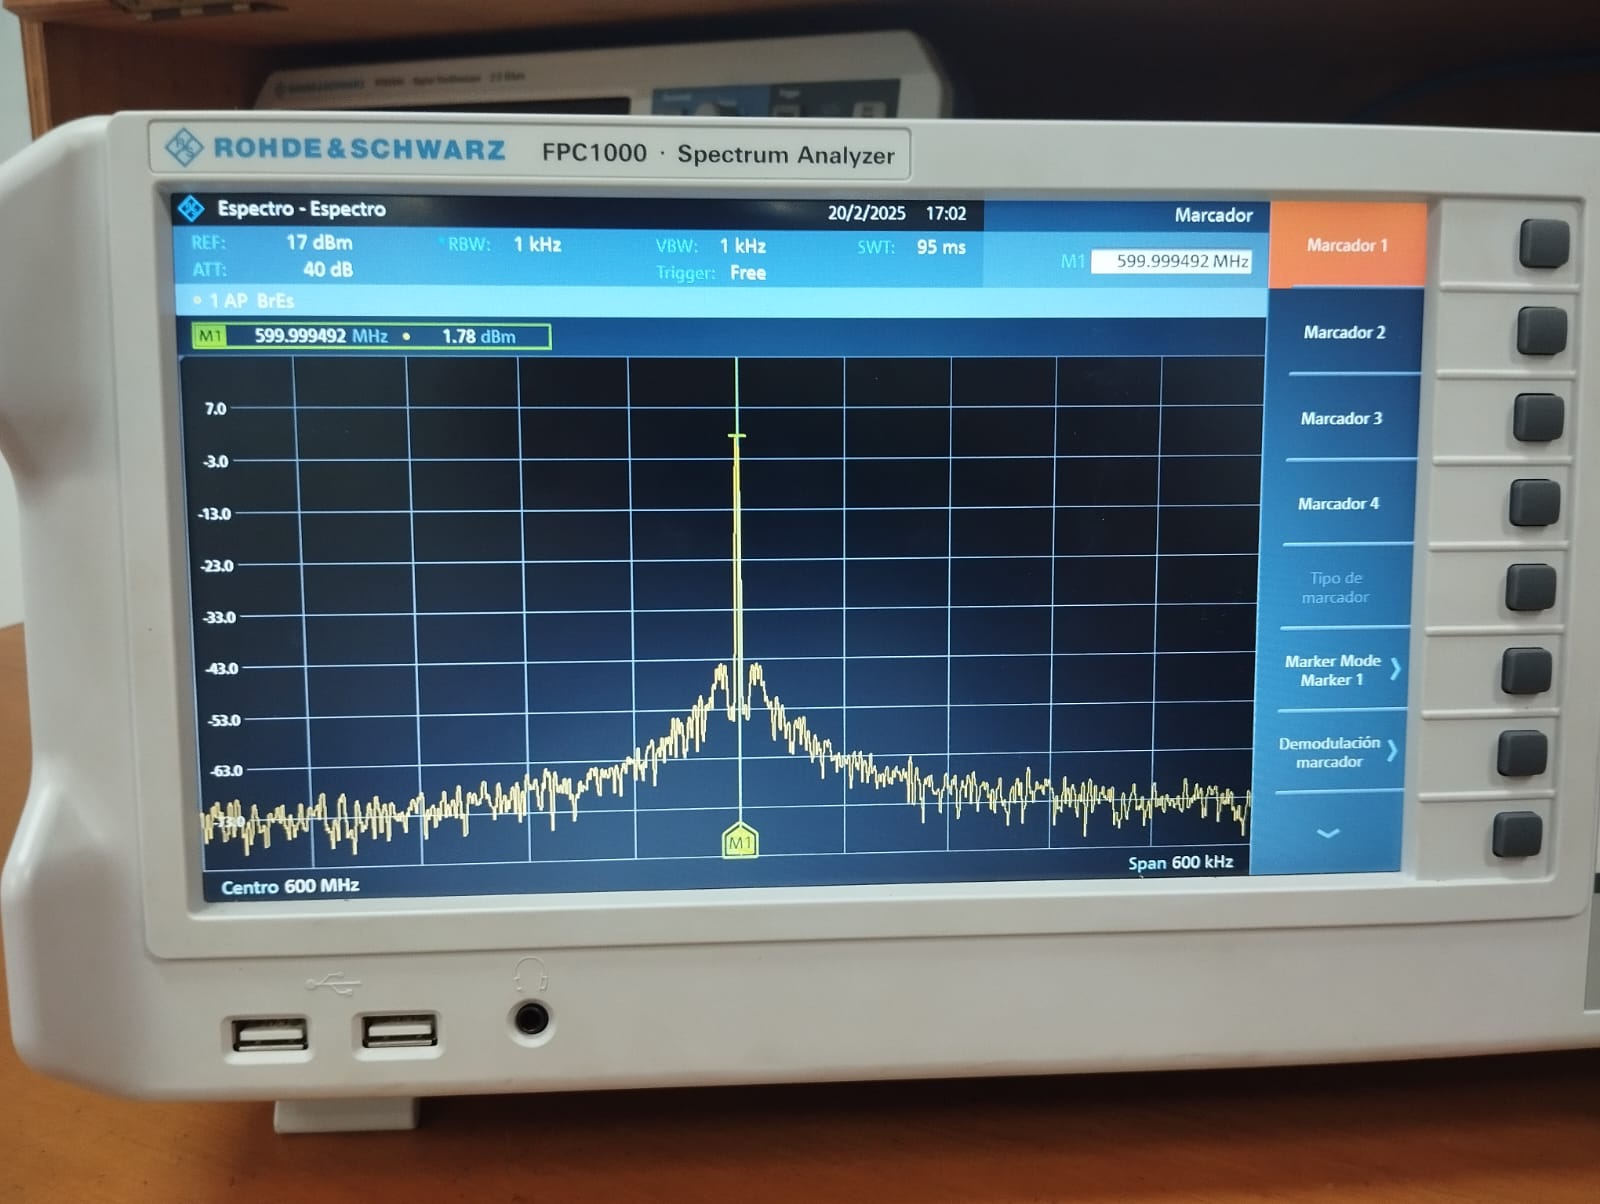 ROHDE&SCHWARZ FPC1000 · Spectrum Analyzer
Espectro - Espectro 20/2/2025 17:02 Marcador
REF: 17 dBm RBW: 1 kHz VBW: 1 kHz SWT: 95 ms
ATT: 40 dB Trigger: Free
M1 599.999492 MHz
1 AP BrEs
M1 599.999492 MHz • 1.78 dBm
7.0
-3.0
-13.0
-23.0
-33.0
-43.0
-53.0
-63.0
-73.0
M1
Centro 600 MHz Span 600 kHz
Marcador 1
Marcador 2
Marcador 3
Marcador 4
Tipo de
marcador
Marker Mode
Marker 1
Demodulación
marcador